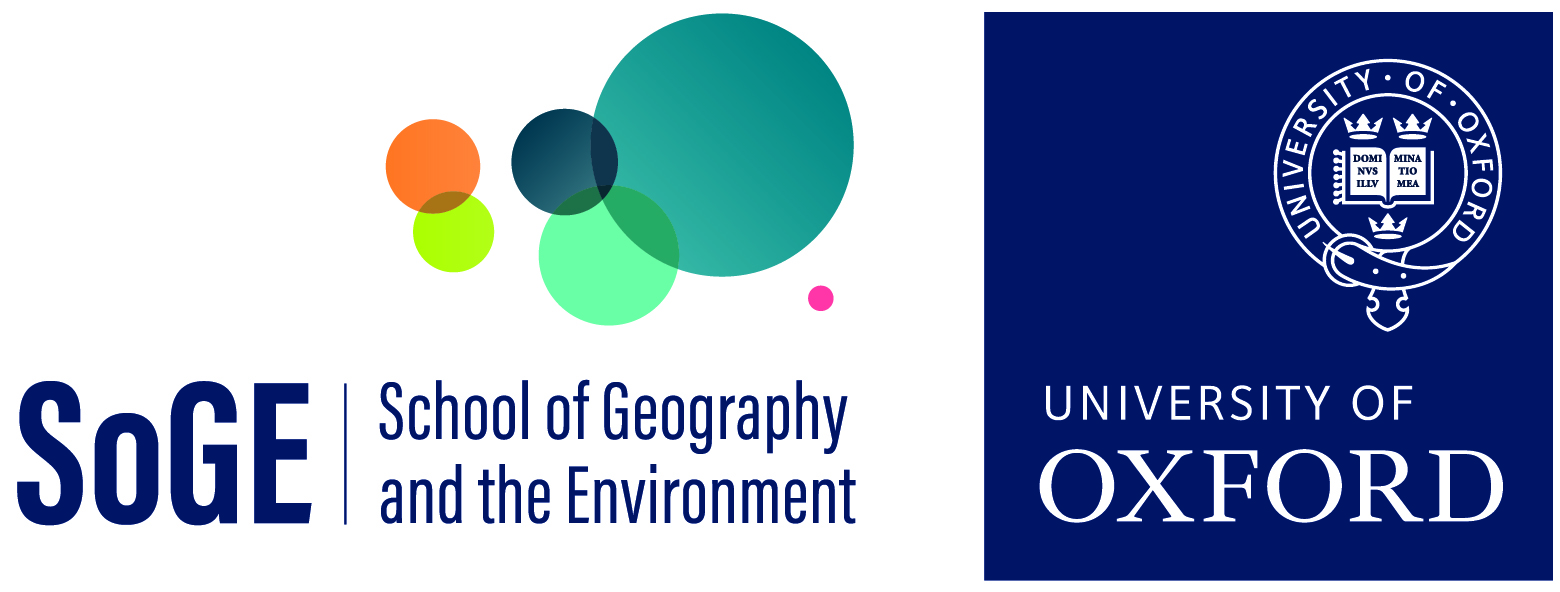 SoGE
School of Geography
and the Environment
UNIVERSITY · OF · OXFORD
DOMI
NVS
ILLV
MINA
TIO
MEA
UNIVERSITY OF
OXFORD